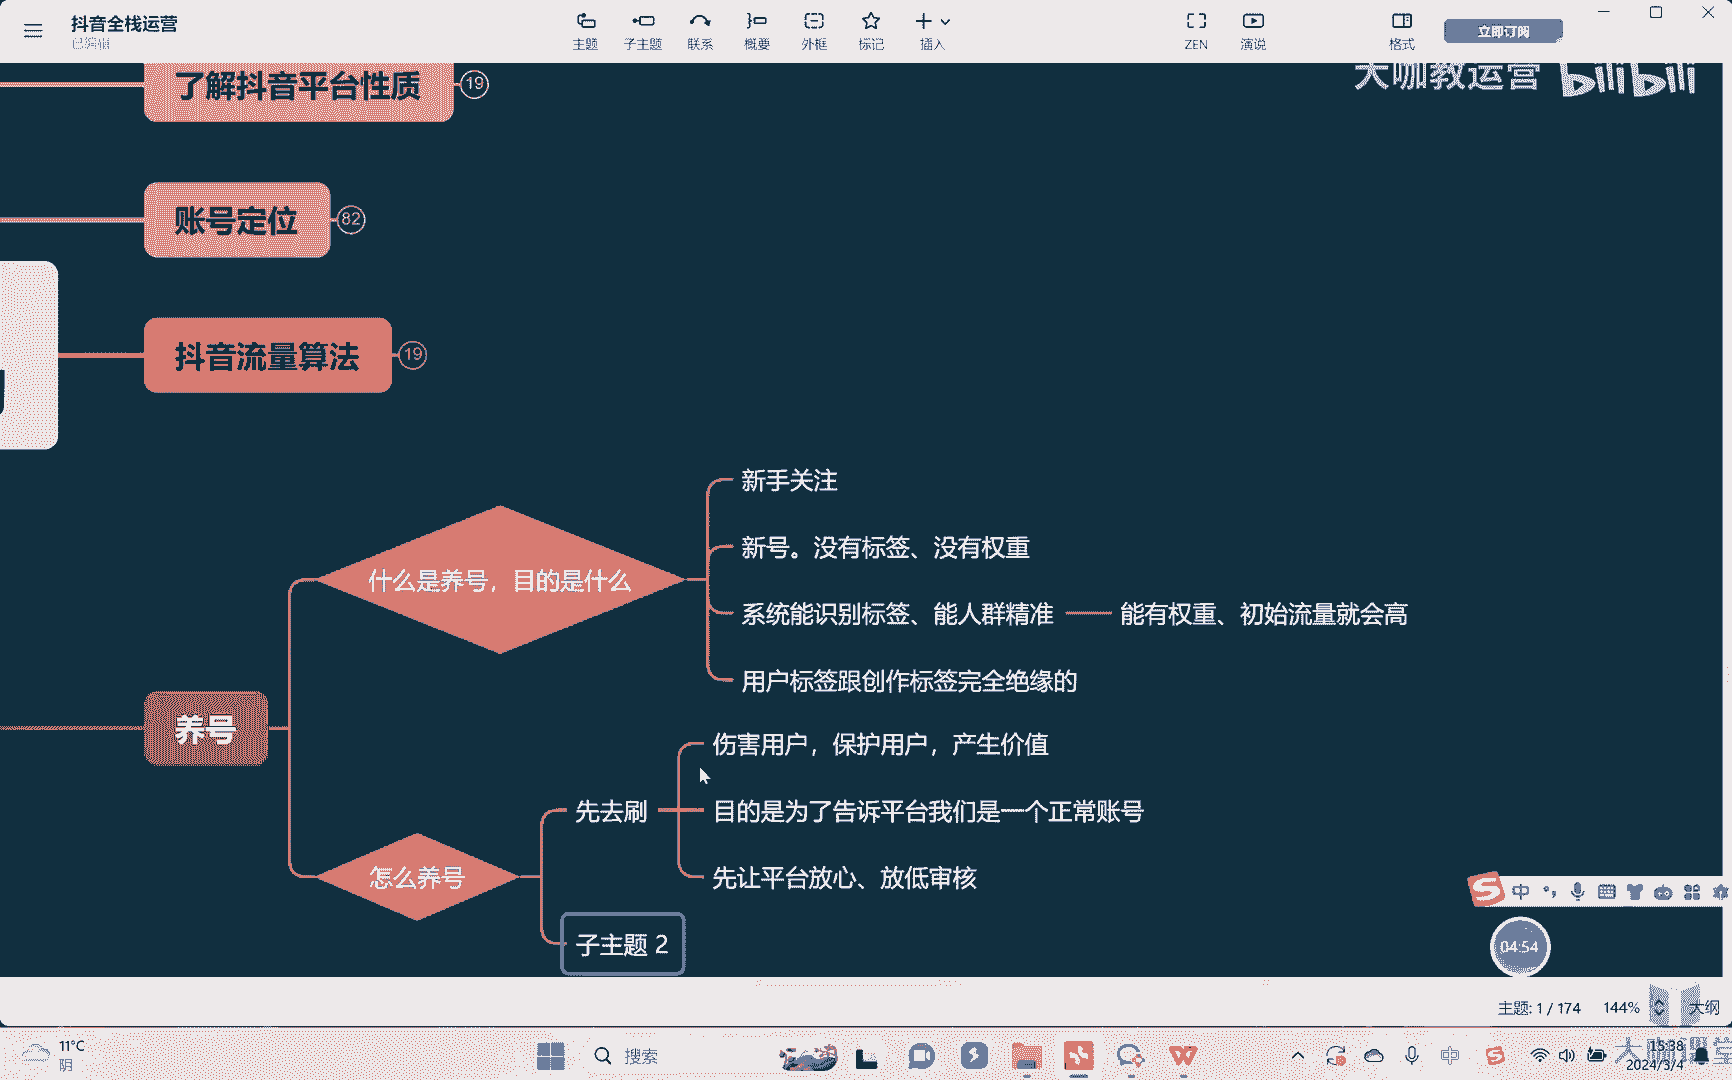 抖音全栈运营
已编辑
主题
子主题
联系
概要
外框
标记
插入
ZEN
演说
格式
立即订阅
大咖教运营 bilibili
了解抖音平台性质
19
账号定位
82
抖音流量算法
19
新手关注
新号。没有标签、没有权重
什么是养号，目的是什么
系统能识别标签、能人群精准
能有权重、初始流量就会高
用户标签跟创作标签完全绝缘的
养号
伤害用户，保护用户，产生价值
先去刷
目的是为了告诉平台我们是一个正常账号
怎么养号
先让平台放心、放低审核
子主题 2
中
04:54
主题: 1 / 174
144%
大纲
11°C
阴
搜索
中
15:38
2024/3/4
大咖课堂